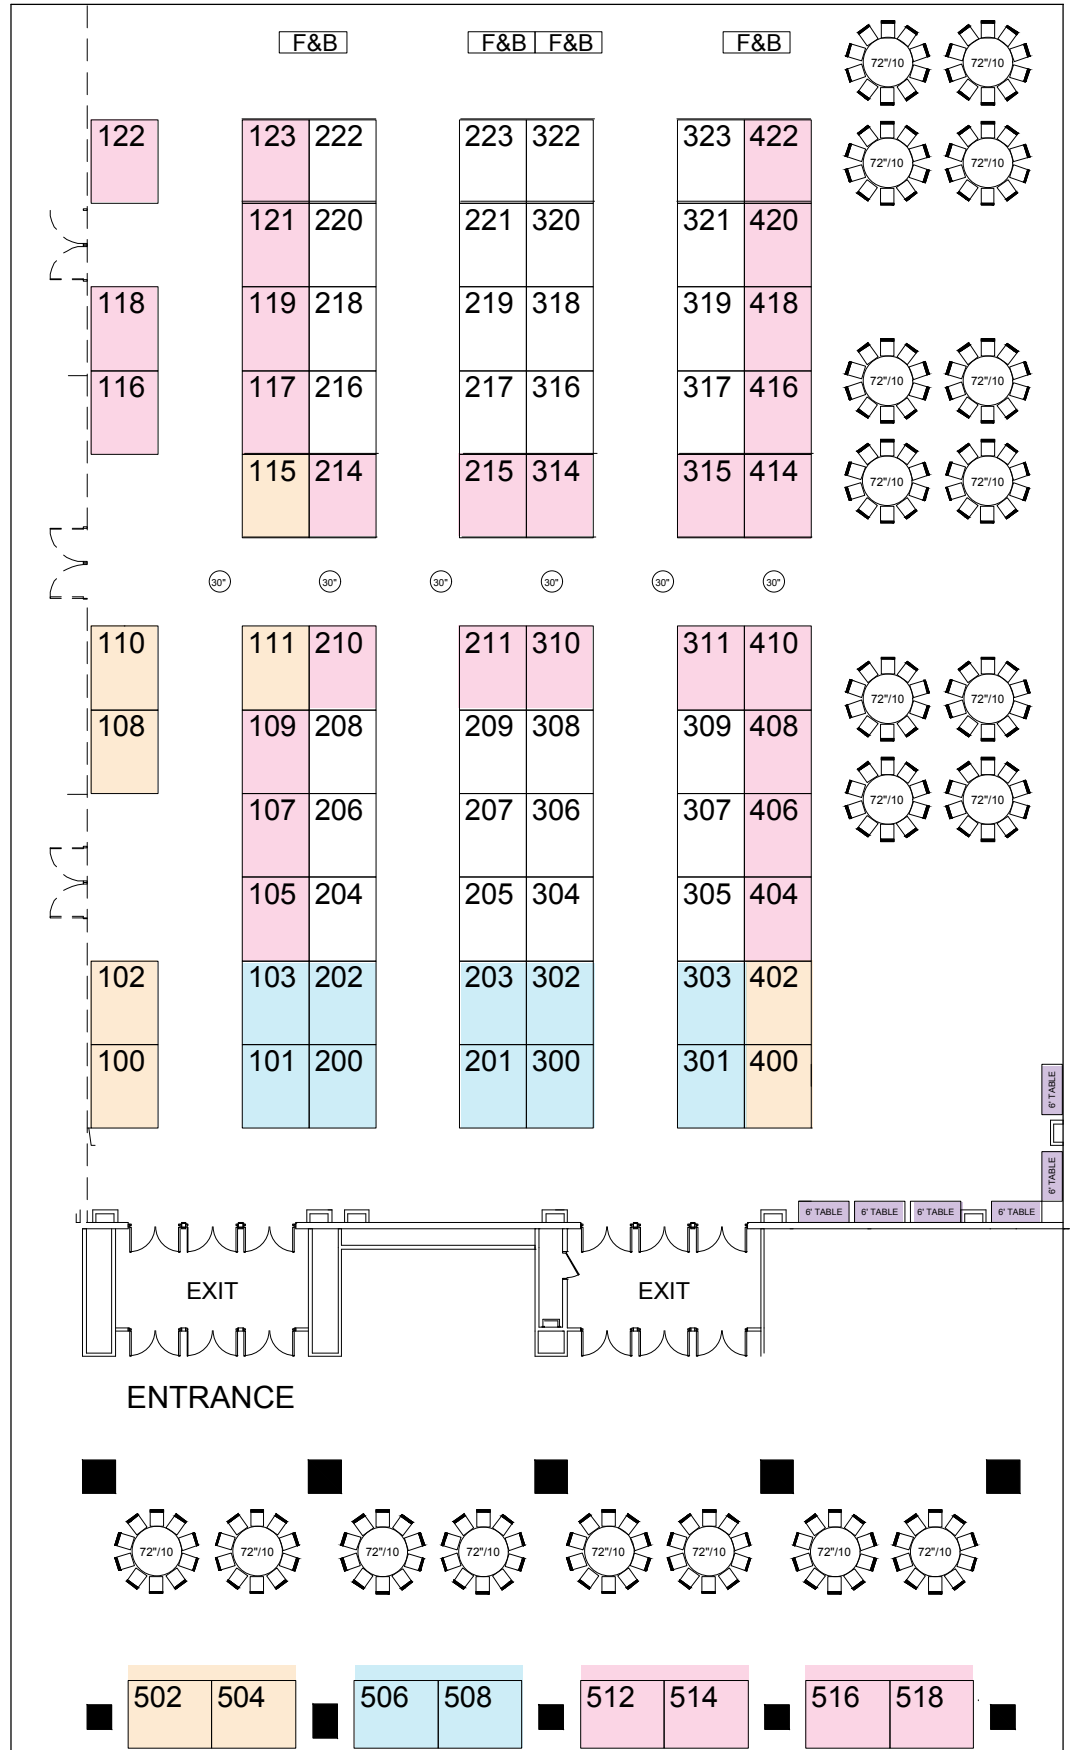 F&B F&B F&B F&B
72"/10 72"/10
122 123 222 223 322 323 422
72"/10 72"/10
121 220 221 320 321 420
118 119 218 219 318 319 418
116 117 216 217 316 317 416
72"/10 72"/10
115 214 215 314 315 414
72"/10 72"/10
30" 30" 30" 30" 30" 30"
110 111 210 211 310 311 410
72"/10 72"/10
108 109 208 209 308 309 408
72"/10 72"/10
107 206 207 306 307 406
105 204 205 304 305 404
102 103 202 203 302 303 402
100 101 200 201 300 301 400
6' TABLE
6' TABLE
6' TABLE 6' TABLE 6' TABLE 6' TABLE
EXIT EXIT
ENTRANCE
72"/10 72"/10 72"/10 72"/10 72"/10 72"/10 72"/10 72"/10
502 504 506 508 512 514 516 518